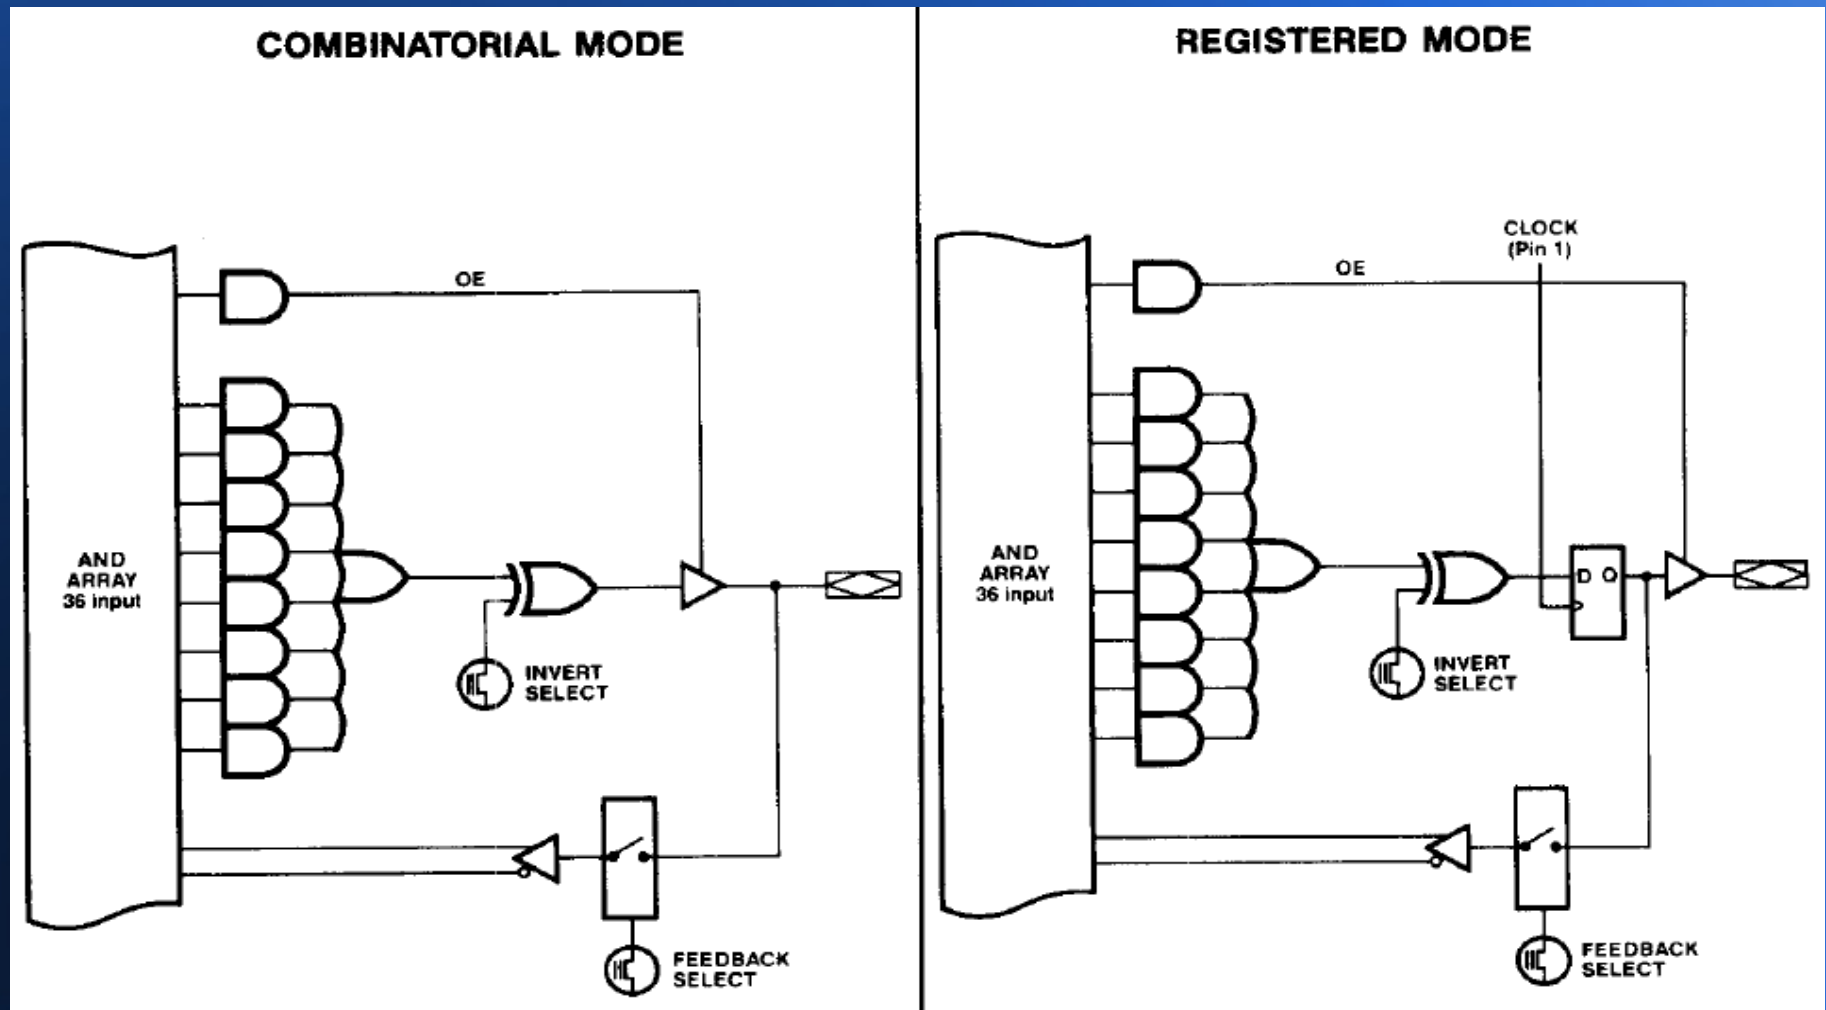 COMBINATORIAL MODE
OE
AND
ARRAY
36 input
INVERT
SELECT
FEEDBACK
SELECT
REGISTERED MODE
CLOCK
(Pin 1)
OE
AND
ARRAY
36 input
D O
INVERT
SELECT
FEEDBACK
SELECT